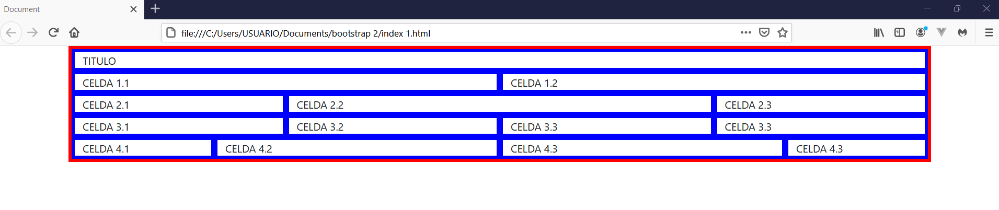 Document
file:///C:/Users/USUARIO/Documents/bootstrap 2/index 1.html
TITULO
CELDA 1.1 CELDA 1.2
CELDA 2.1 CELDA 2.2 CELDA 2.3
CELDA 3.1 CELDA 3.2 CELDA 3.3 CELDA 3.3
CELDA 4.1 CELDA 4.2 CELDA 4.3 CELDA 4.3